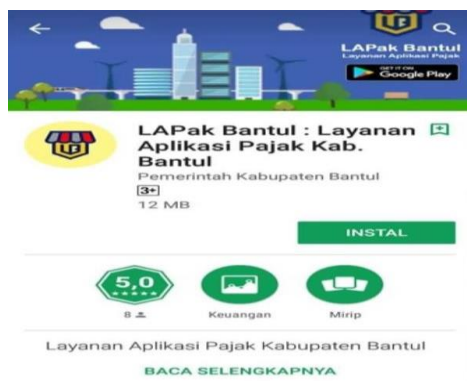 LAPak Bantul
Layanan Aplikasi Pajak
GET IT ON
Google Play
LAPak Bantul : Layanan
Aplikasi Pajak Kab.
Bantul
Pemerintah Kabupaten Bantul
3+
12 MB
INSTAL
5,0
8
Keuangan
Mirip
Layanan Aplikasi Pajak Kabupaten Bantul
BACA SELENGKAPNYA